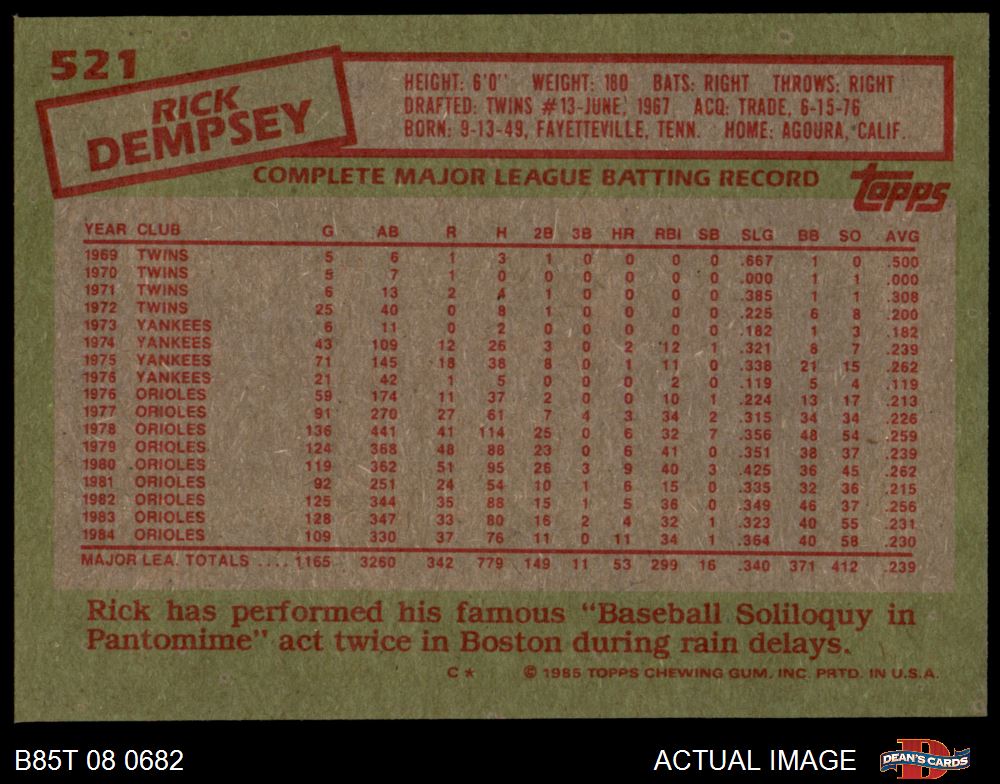 521
RICK
DEMPSEY
HEIGHT: 6'0" WEIGHT: 180 BATS: RIGHT THROWS: RIGHT
DRAFTED: TWINS #13-JUNE, 1967 ACQ: TRADE, 6-15-76
BORN: 9-13-49, FAYETTEVILLE, TENN. HOME: AGOURA, CALIF.
COMPLETE MAJOR LEAGUE BATTING RECORD
topps
YEAR CLUB G AB R H 2B 3B HR RBI SB SLG BB SO AVG
1969 TWINS 5 6 1 3 1 0 0 0 0 .667 1 0 .500
1970 TWINS 5 7 1 0 0 0 0 0 0 .000 1 1 .000
1971 TWINS 6 13 2 4 1 0 0 0 0 .385 1 1 .308
1972 TWINS 25 40 0 8 1 0 0 0 0 .225 6 8 .200
1973 YANKEES 6 11 0 2 0 0 0 0 0 .182 1 3 .182
1974 YANKEES 43 109 12 26 3 0 2 12 1 .321 8 7 .239
1975 YANKEES 71 145 18 38 8 0 1 11 0 .338 21 15 .262
1976 YANKEES 21 42 1 5 0 0 0 2 0 .119 5 4 .119
1976 ORIOLES 59 174 11 37 2 0 0 10 1 .224 13 17 .213
1977 ORIOLES 91 270 27 61 7 4 3 34 2 .315 34 34 .226
1978 ORIOLES 136 441 41 114 25 0 6 32 7 .356 48 54 .259
1979 ORIOLES 124 368 48 88 23 0 6 41 0 .351 38 37 .239
1980 ORIOLES 119 362 51 95 26 3 9 40 3 .425 36 45 .262
1981 ORIOLES 92 251 24 54 10 1 6 15 0 .335 32 36 .215
1982 ORIOLES 125 344 35 88 15 1 5 36 0 .349 46 37 .256
1983 ORIOLES 128 347 33 80 16 2 4 32 1 .323 40 55 .231
1984 ORIOLES 109 330 37 76 11 0 11 34 1 .364 40 58 .230
MAJOR LEA. TOTALS .... 1165 3260 342 779 149 11 53 299 16 .340 371 412 .239
Rick has performed his famous "Baseball Soliloquy in
Pantomime" act twice in Boston during rain delays.
C* © 1985 TOPPS CHEWING GUM, INC. PRTD. IN U.S.A.
B85T 08 0682 ACTUAL IMAGE
D
DEAN'S CARDS